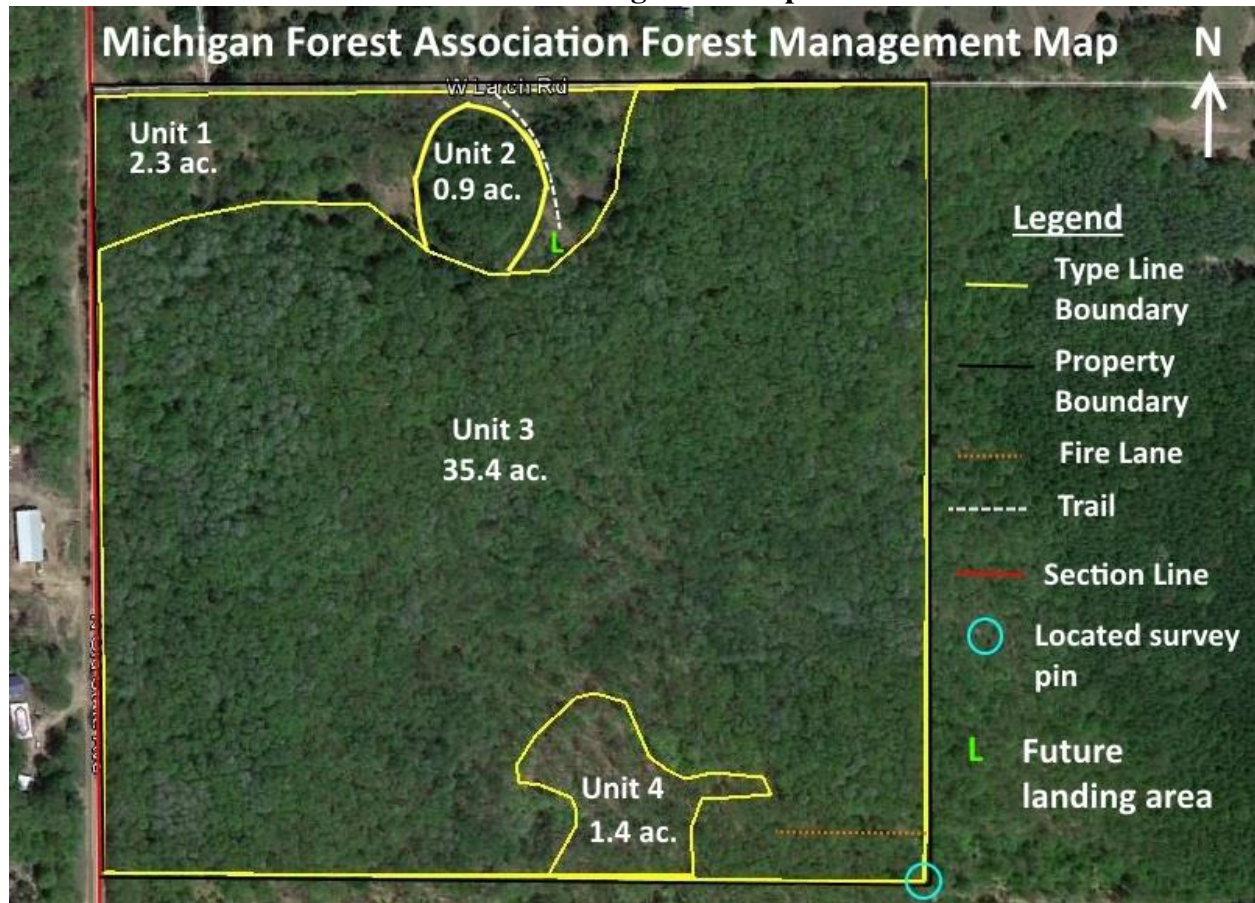 Michigan Forest Association Forest Management Map
N
W Larch Rd
Unit 1
2.3 ac.
Unit 2
0.9 ac.
L
Unit 3
35.4 ac.
Unit 4
1.4 ac.
Legend
Type Line
Boundary
Property
Boundary
Fire Lane
Trail
Section Line
Located survey
pin
L Future
landing area